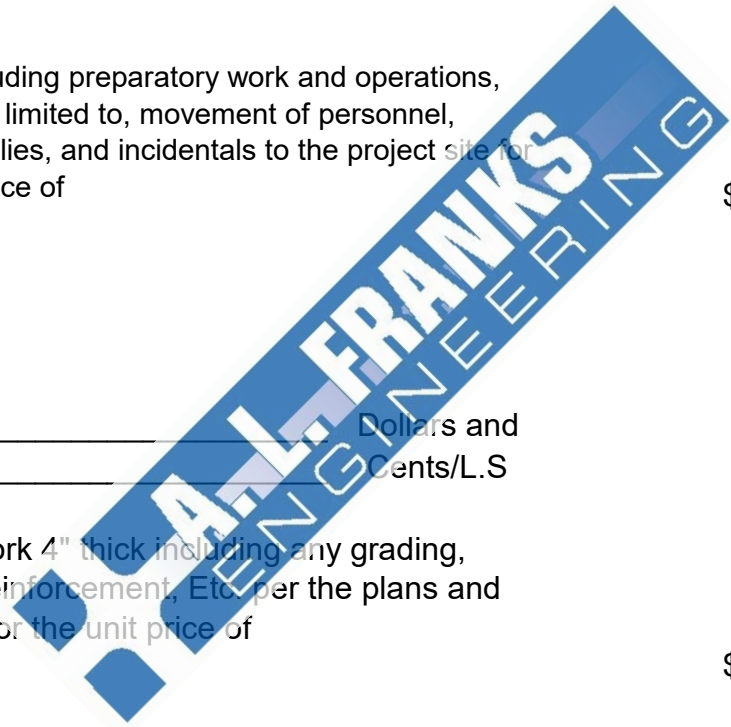 uding preparatory work and operations,
limited to, movement of personnel,
lies, and incidentals to the project site for
ce of
$
A. L. FRANKS
ENGINEERING
Dollars and
Cents/L.S
ork 4" thick including any grading,
einforcement, Etc. per the plans and
or the unit price of
$